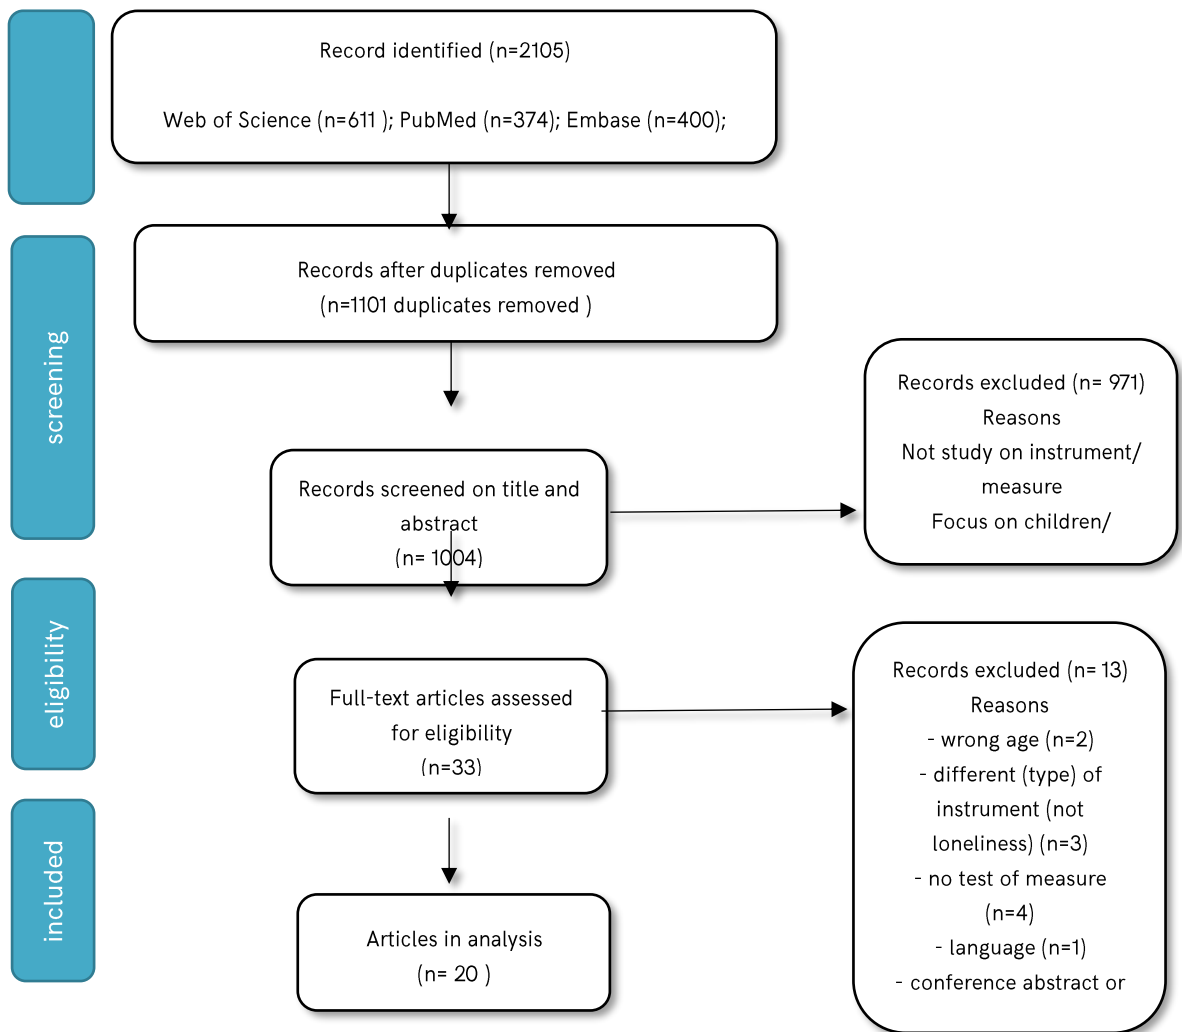 Record identified (n=2105)
Web of Science (n=611 ); PubMed (n=374); Embase (n=400);
Records after duplicates removed
(n=1101 duplicates removed )
screening
Records excluded (n= 971)
Reasons
Not study on instrument/
measure
Focus on children/
Records screened on title and
abstract
(n= 1004)
eligibility
Full-text articles assessed
for eligibility
(n=33)
Records excluded (n= 13)
Reasons
- wrong age (n=2)
- different (type) of
instrument (not
loneliness) (n=3)
- no test of measure
(n=4)
- language (n=1)
- conference abstract or
included
Articles in analysis
(n= 20 )